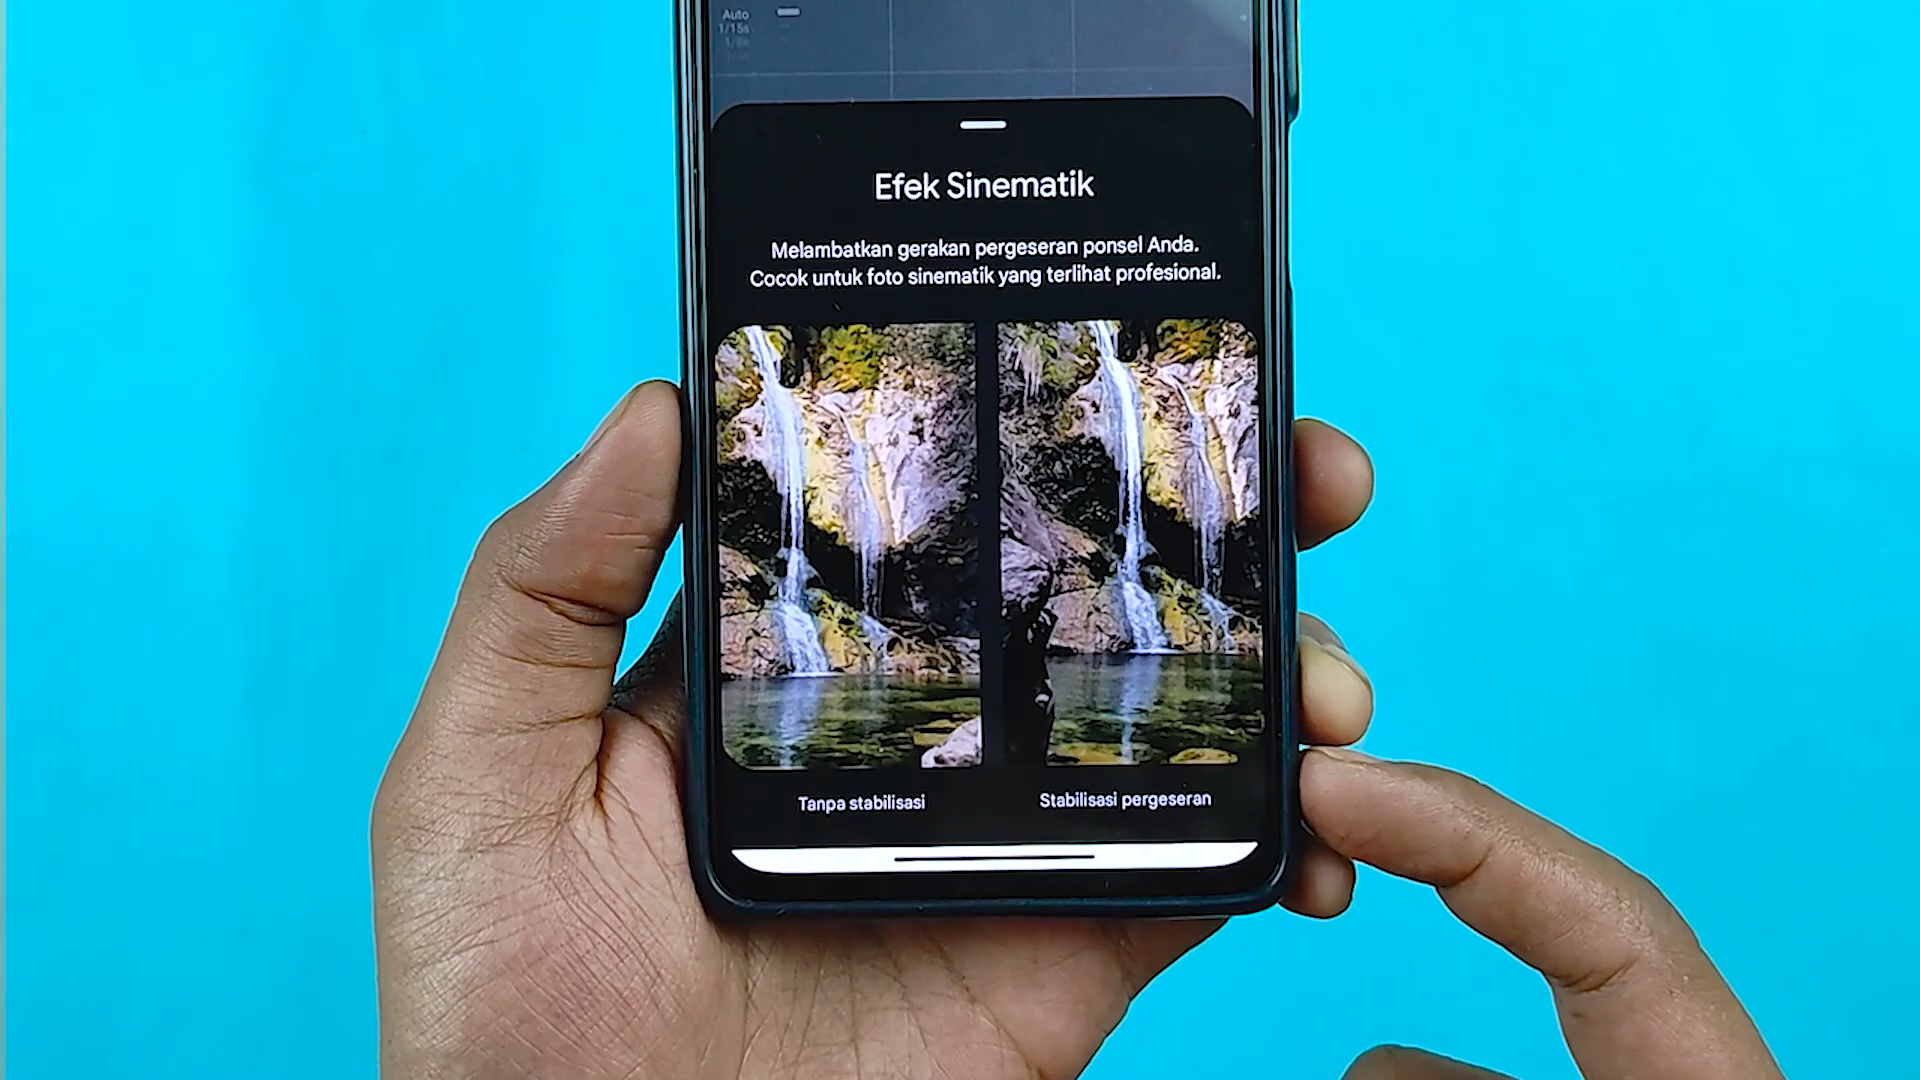 Auto
1/15s
1/8s
Efek Sinematik
Melambatkan gerakan pergeseran ponsel Anda.
Cocok untuk foto sinematik yang terlihat profesional.
Tanpa stabilisasi
Stabilisasi pergeseran